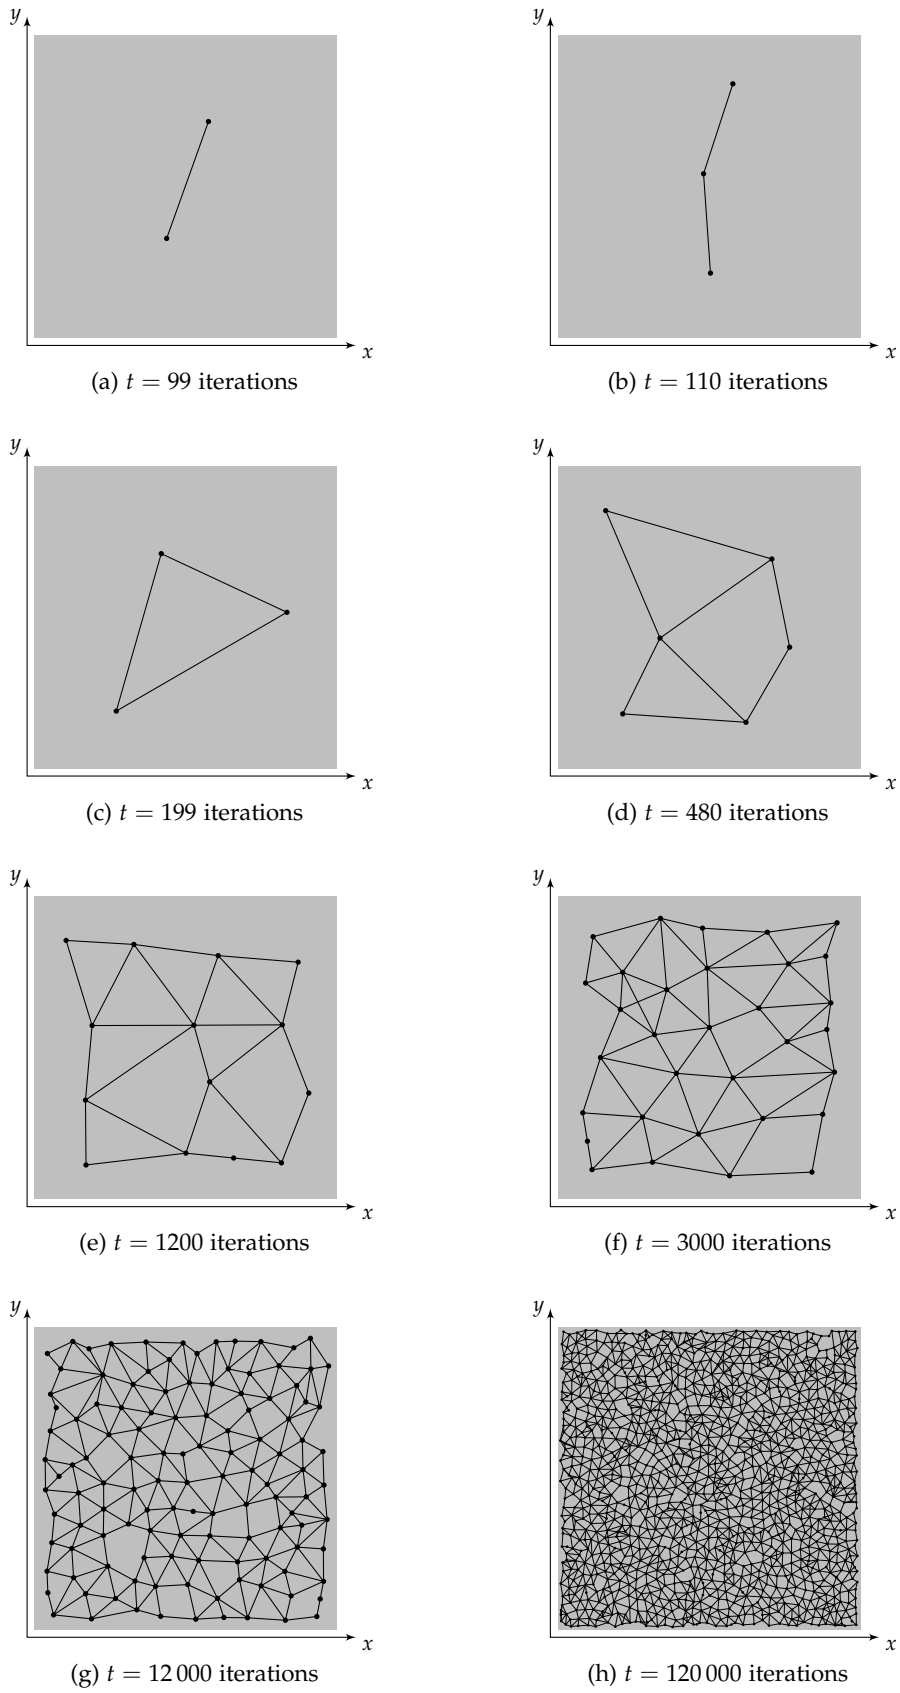 y
y
x
x
(a) t = 99 iterations
(b) t = 110 iterations
y
y
x
x
(c) t = 199 iterations
(d) t = 480 iterations
y
y
x
x
(e) t = 1200 iterations
(f) t = 3000 iterations
y
y
x
x
(g) t = 12 000 iterations
(h) t = 120 000 iterations